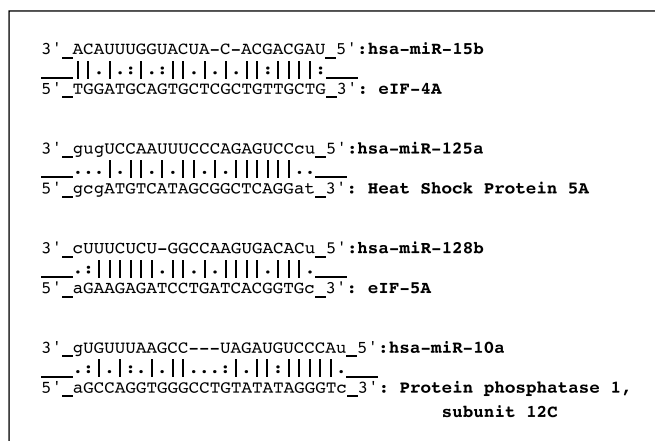 3'_ACAUUUGGUACUA-C-ACGACGAU_5':hsa-miR-15b
___||.|.:|.:||.|.|.||:||||:___
5'_TGGATGCAGTGCTCGCTGTTGCTG_3': eIF-4A
3'_gugUCCAAUUUCCCAGAGUCCcu_5':hsa-miR-125a
___...|.||.|.||.|.||||||..___
5'_gcgATGTCATAGCGGCTCAGGat_3': Heat Shock Protein 5A
3'_cUUUCUCU-GGCCAAGUGACACu_5':hsa-miR-128b
___.:||||||.||.|.||||.|||.___
5'_aGAAGAGATCCTGATCACGGTGc_3': eIF-5A
3'_gUGUUUAAGCC---UAGAUGUCCCAu_5':hsa-miR-10a
___.:|.|:.|.||...:|.||:|||||.___
5'_aGCCAGGTGGGCCTGTATATAGGGTc_3': Protein phosphatase 1,
subunit 12C